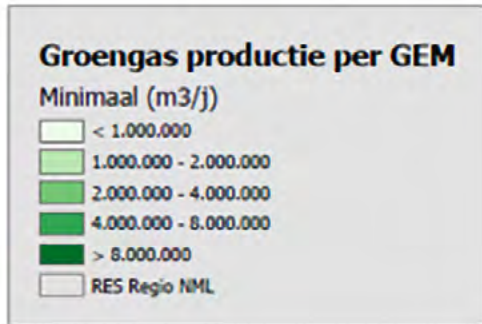 Groengas productie per GEM
Minimaal (m3/j)
< 1.000.000
1.000.000 - 2.000.000
2.000.000 - 4.000.000
4.000.000 - 8.000.000
> 8.000.000
RES Regio NML